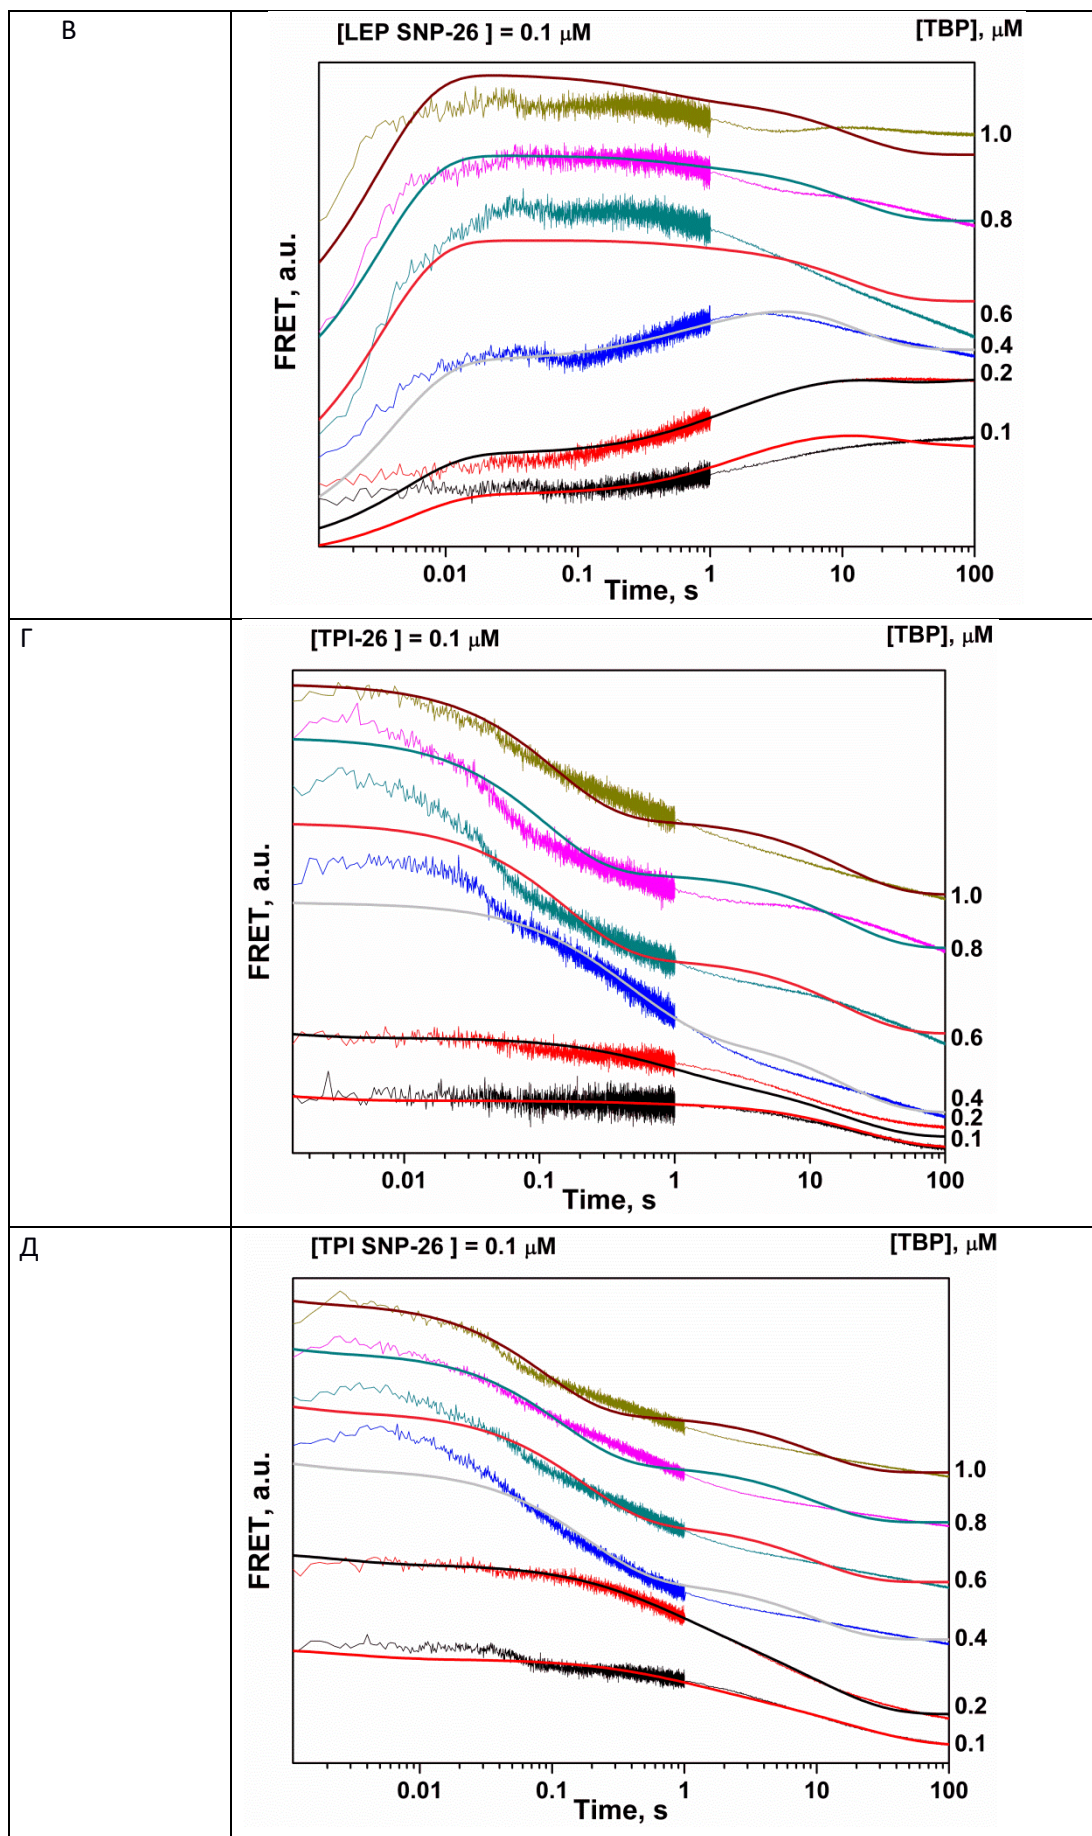 В
[LEP SNP-26 ] = 0.1 μM
[TBP], μM
FRET, a.u.
1.0
0.8
0.6
0.4
0.2
0.1
0.01 0.1 1 10 100
Time, s
Г
[TPI-26 ] = 0.1 μM
[TBP], μM
FRET, a.u.
1.0
0.8
0.6
0.4
0.2
0.1
0.01 0.1 1 10 100
Time, s
Д
[TPI SNP-26 ] = 0.1 μM
[TBP], μM
FRET, a.u.
1.0
0.8
0.6
0.4
0.2
0.1
0.01 0.1 1 10 100
Time, s